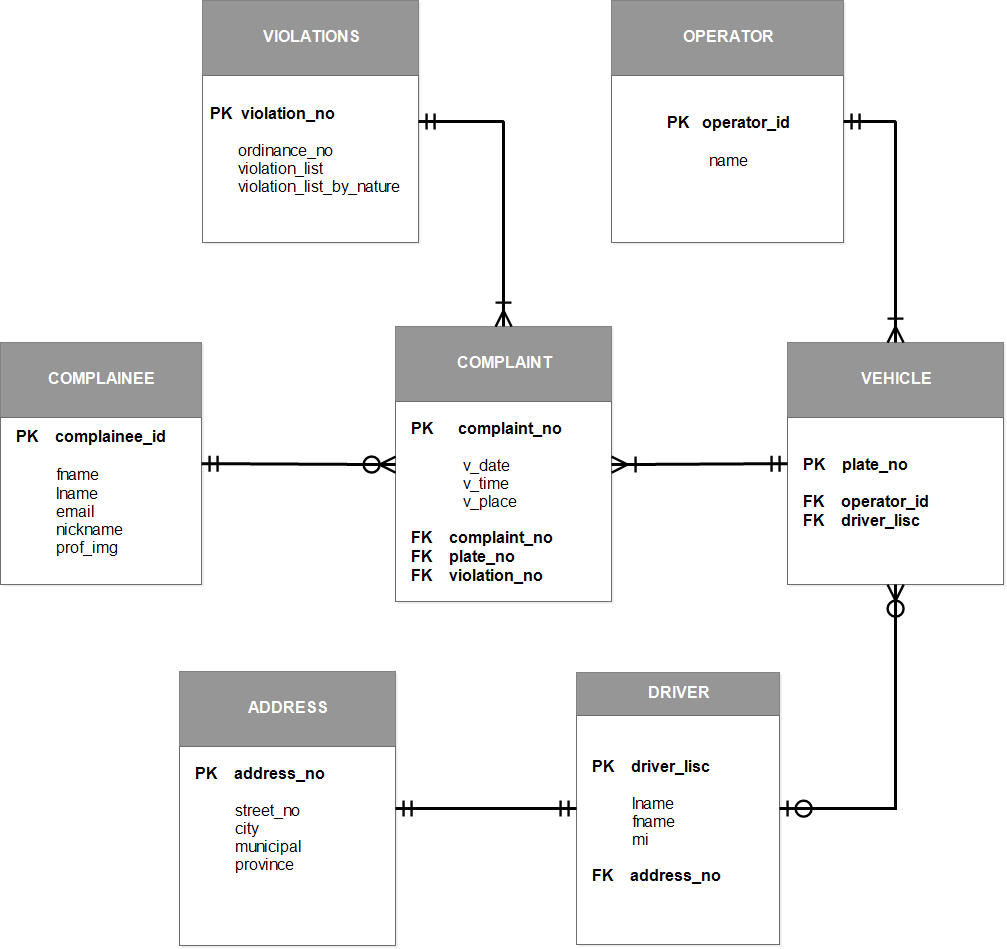 VIOLATIONS
PK violation_no
ordinance_no
violation_list
violation_list_by_nature
OPERATOR
PK operator_id
name
COMPLAINEE
PK complainee_id
fname
lname
email
nickname
prof_img
COMPLAINT
PK complaint_no
v_date
v_time
v_place
FK complaint_no
FK plate_no
FK violation_no
VEHICLE
PK plate_no
FK operator_id
FK driver_lisc
ADDRESS
PK address_no
street_no
city
municipal
province
DRIVER
PK driver_lisc
lname
fname
mi
FK address_no